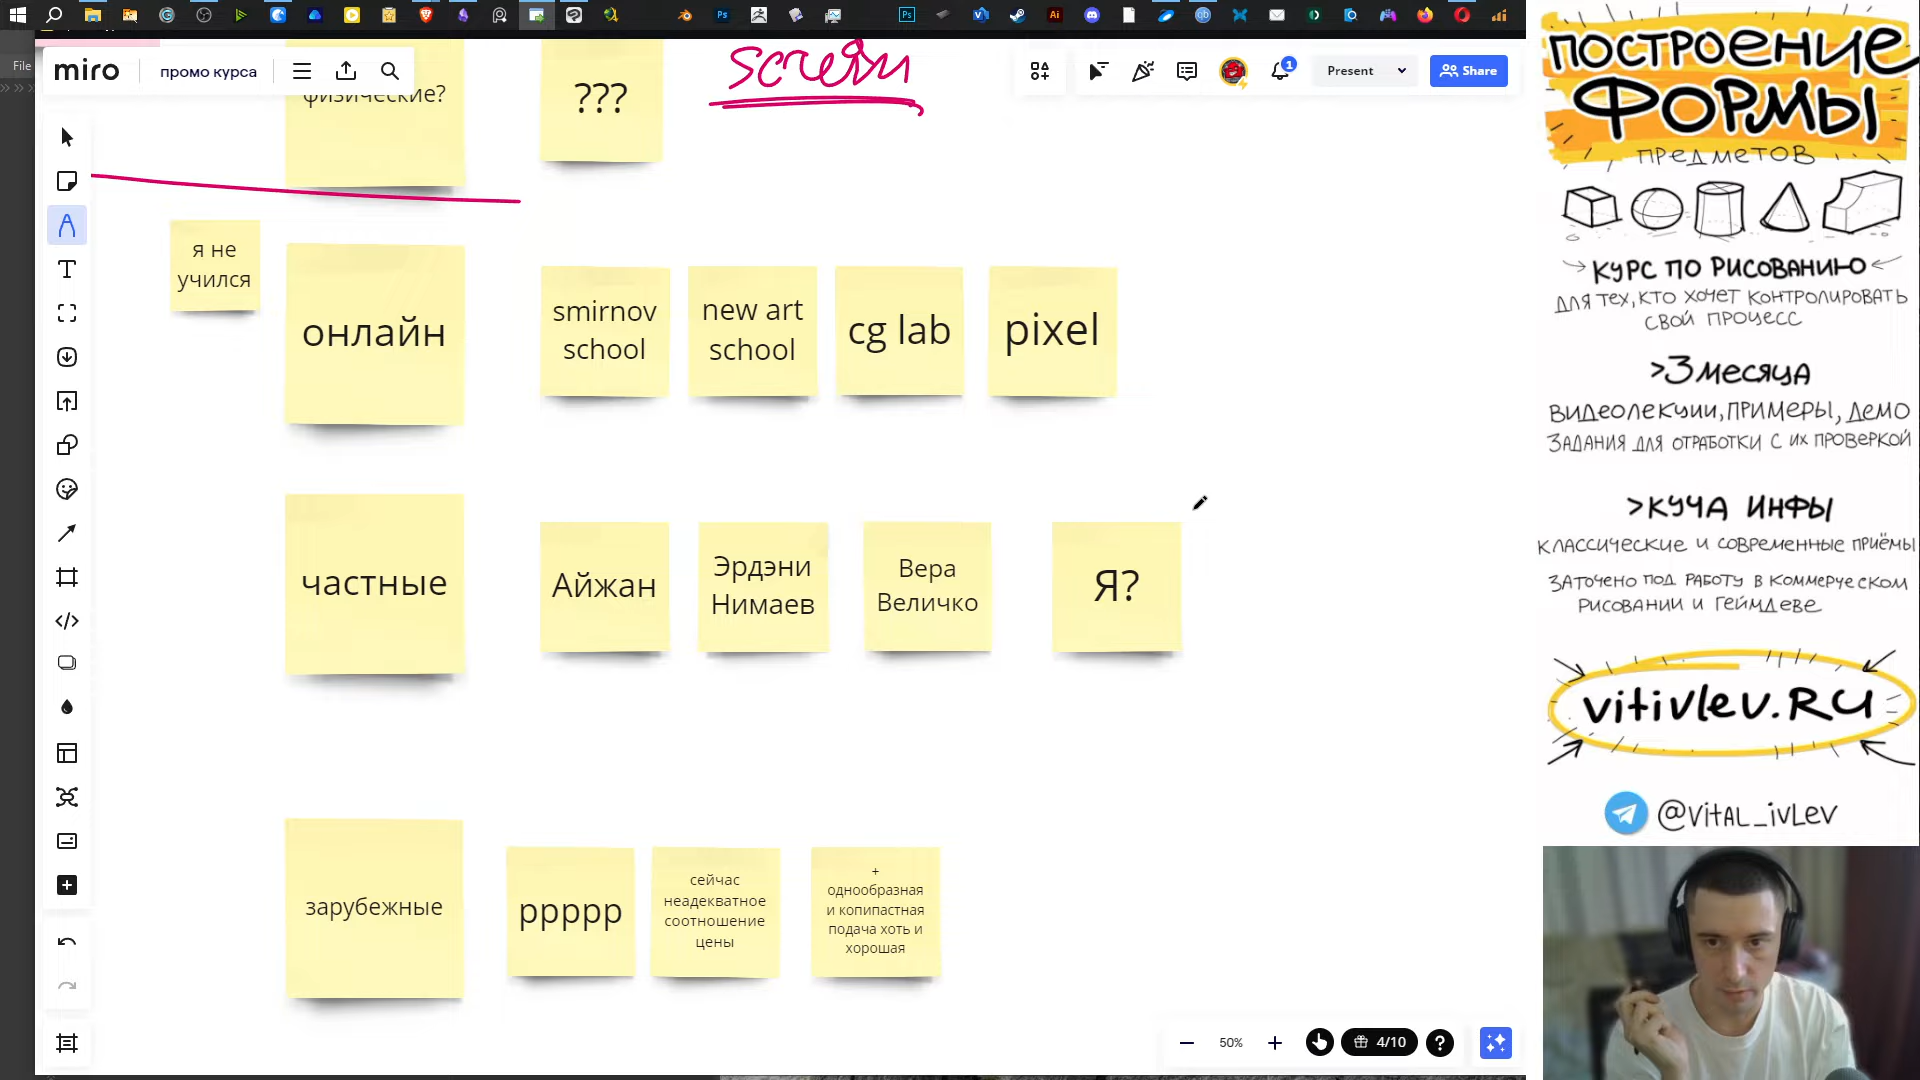 File
miro
промо курса
Present
1
Share
физические?
???
screen
я не
учился
онлайн
smirnov
school
new art
school
cg lab
pixel
частные
Айжан
Эрдэни
Нимаев
Вера
Величко
Я?
зарубежные
ррррр
сейчас
неадекватное
соотношение
цены
+
однообразная
и копипастная
подача хоть и
хорошая
50%
4/10
ПОСТРОЕНИЕ
ФОРМЫ
ПРЕДМЕТОВ
КУРС ПО РИСОВАНИЮ
ДЛЯ ТЕХ, КТО ХОЧЕТ КОНТРОЛИРОВАТЬ
СВОЙ ПРОЦЕСС
>3 месяца
ВИДЕОЛЕКЦИИ, ПРИМЕРЫ, ДЕМО
ЗАДАНИЯ ДЛЯ ОТРАБОТКИ С ИХ ПРОВЕРКОЙ
>КУЧА ИНФЫ
КЛАССИЧЕСКИЕ И СОВРЕМЕННЫЕ ПРИЁМЫ
ЗАТОЧЕНО ПОД РАБОТУ В КОММЕРЧЕСКОМ
РИСОВАНИИ И ГЕЙМДЕВЕ
vitivlev.RU
@VITAL_IVLEV